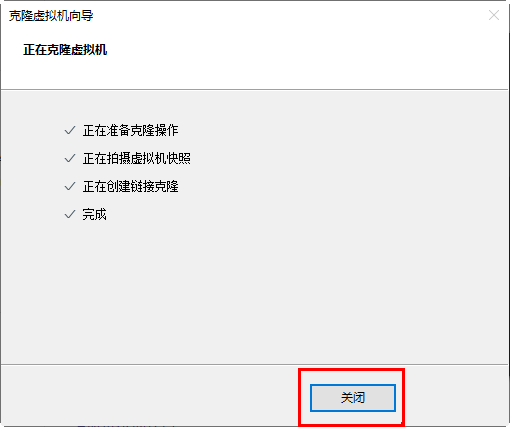 克隆虚拟机向导
正在克隆虚拟机
正在准备克隆操作
正在拍摄虚拟机快照
正在创建链接克隆
完成
关闭